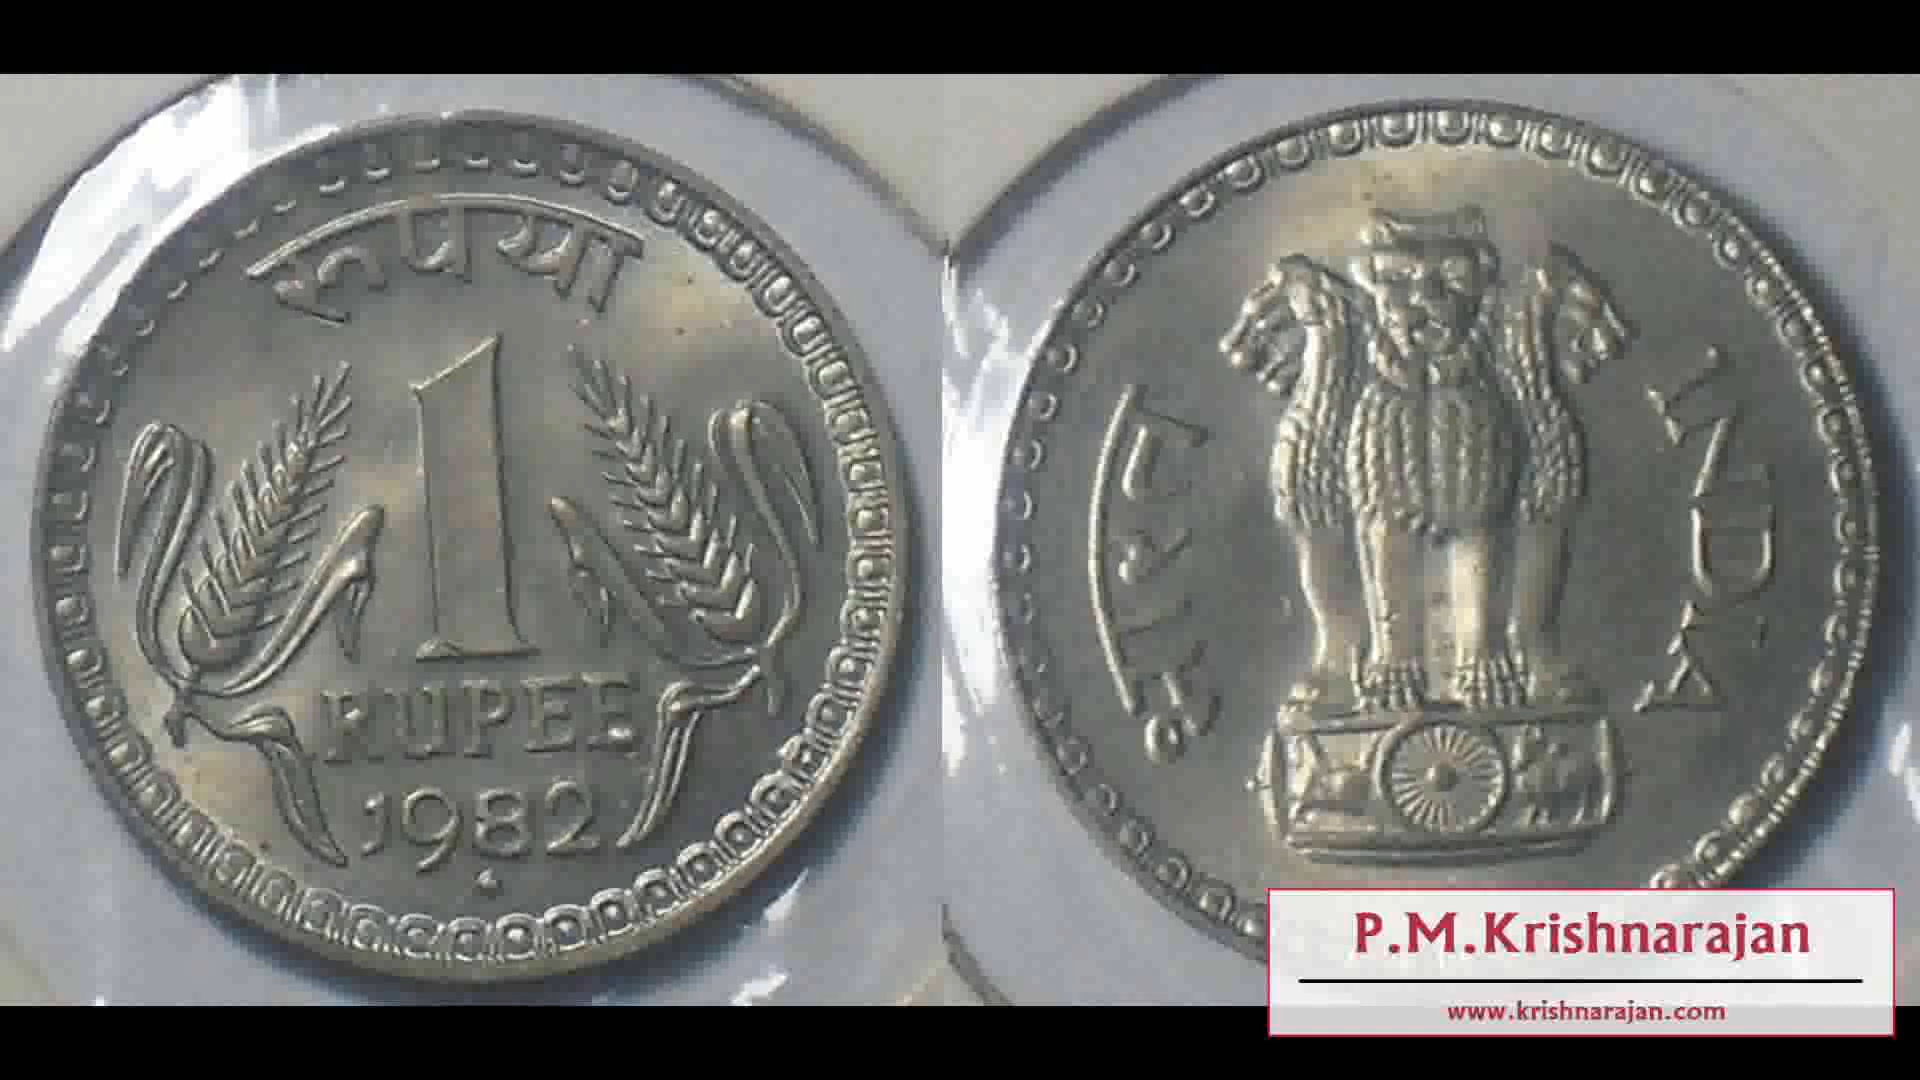 रुपया
1
RUPEE
1982
भारत
INDIA
P.M.Krishnarajan
www.krishnarajan.com